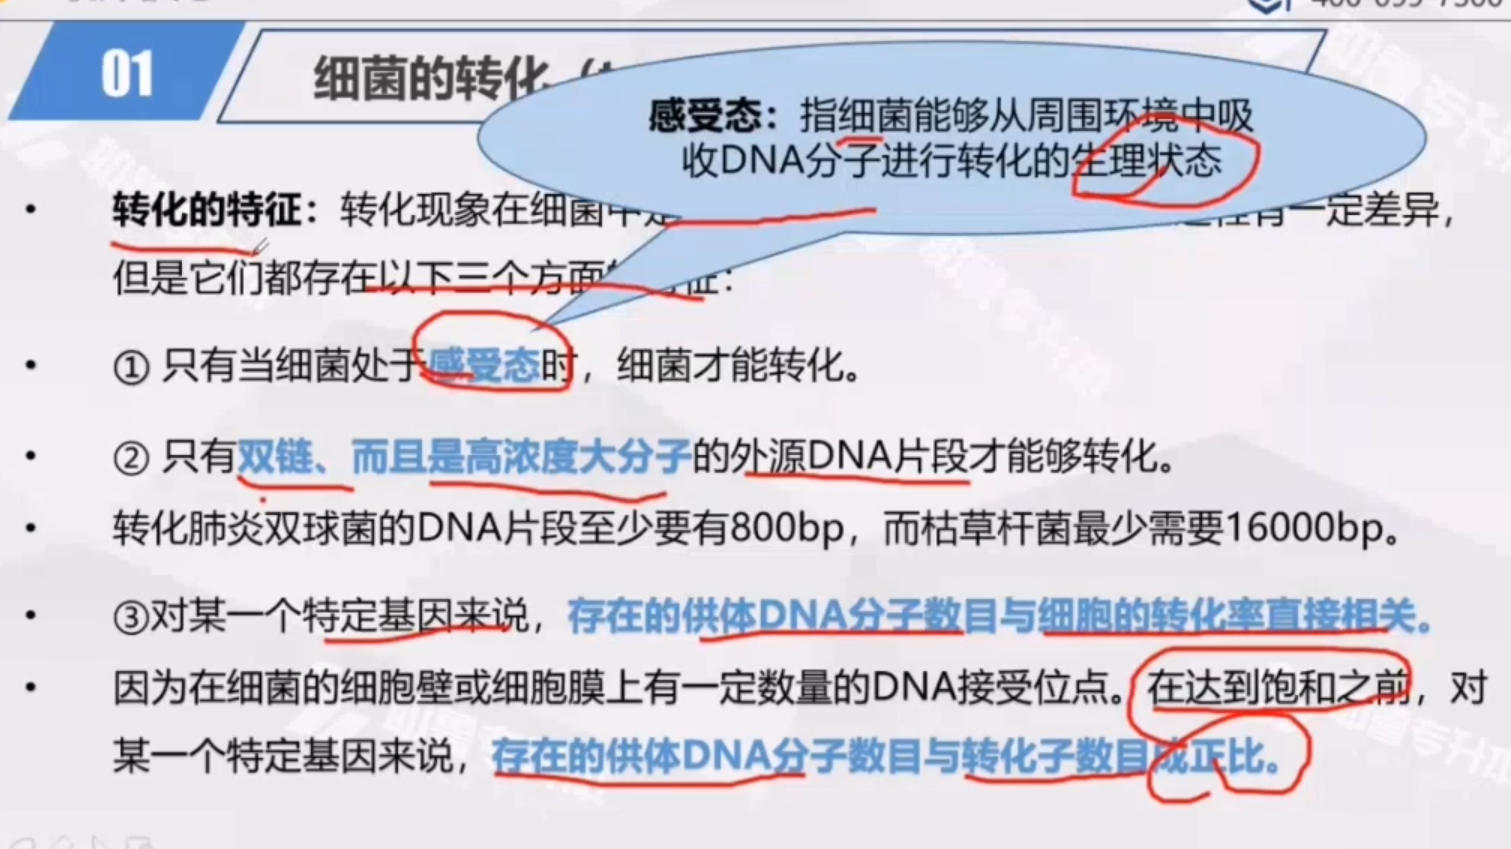 01
细菌的转化
感受态：指细菌能够从周围环境中吸
收DNA分子进行转化的生理状态
转化的特征：转化现象在细菌中是 有一定差异，
但是它们都存在以下三个方面 征：
① 只有当细菌处于感受态时，细菌才能转化。
② 只有双链、而且是高浓度大分子的外源DNA片段才能够转化。
转化肺炎双球菌的DNA片段至少要有800bp，而枯草杆菌最少需要16000bp。
③对某一个特定基因来说，存在的供体DNA分子数目与细胞的转化率直接相关。
因为在细菌的细胞壁或细胞膜上有一定数量的DNA接受位点。在达到饱和之前，对
某一个特定基因来说，存在的供体DNA分子数目与转化子数目成正比。